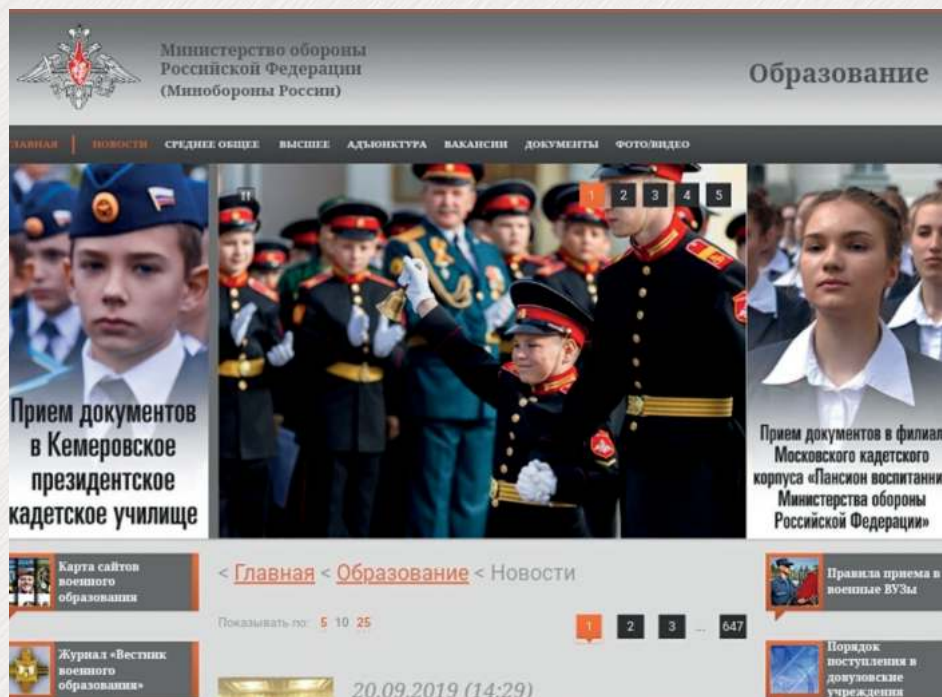 Министерство обороны
Российской Федерации
(Минобороны России)
Образование
ГЛАВНАЯ
НОВОСТИ
СРЕДНЕЕ ОБЩЕЕ
ВЫСШЕЕ
АДЪЮНКТУРА
ВАКАНСИИ
ДОКУМЕНТЫ
ФОТО/ВИДЕО
1 2 3 4 5
Прием документов
в Кемеровское
президентское
кадетское училище
Прием документов в филиал
Московского кадетского
корпуса «Пансион воспитанни
Министерства обороны
Российской Федерации»
Карта сайтов
военного
образования
Журнал «Вестник
военного
образования»
< Главная < Образование < Новости
Показывать по: 5 10 25
1 2 3 ... 647
20.09.2019 (14:29)
Правила приема в
военные ВУЗы
Порядок
поступления в
довузовские
учреждения